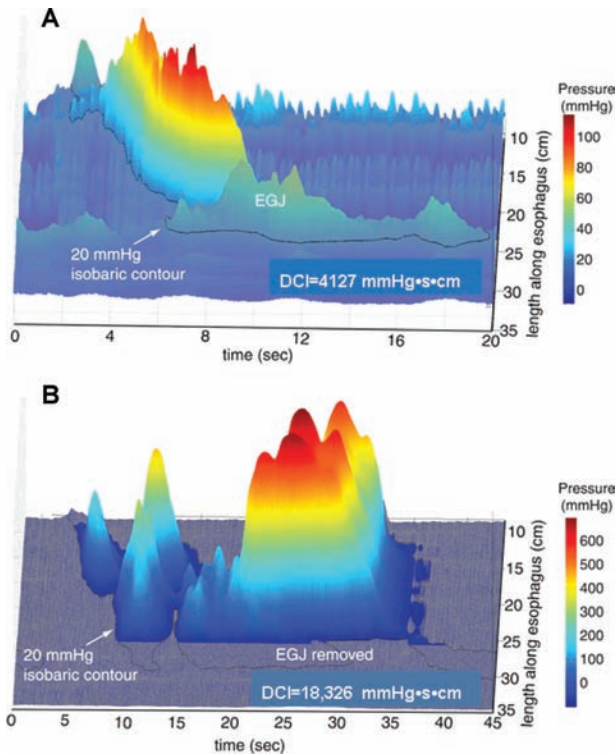 A
Pressure
(mmHg)
100
80
60
40
20
0
10
15
20
25
30
35
length along esophagus (cm)
EGJ
20 mmHg
isobaric contour
DCI=4127 mmHg•s•cm
0
4
8
12
16
20
time (sec)
B
Pressure
(mmHg)
600
500
400
300
200
100
0
10
15
20
25
30
35
length along esophagus (cm)
20 mmHg
isobaric contour
EGJ removed
DCI=18,326 mmHg•s•cm
0
5
10
15
20
25
30
35
40
45
time (sec)